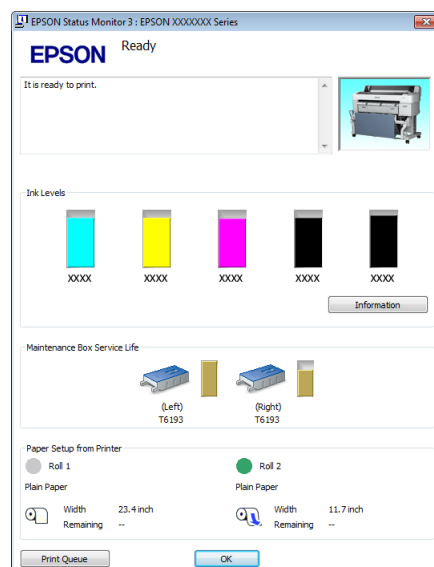 EPSON Status Monitor 3 : EPSON XXXXXXX Series
EPSON
Ready
It is ready to print.
Ink Levels
XXXX XXXX XXXX XXXX XXXX
Information
Maintenance Box Service Life
(Left) (Right)
T6193 T6193
Paper Setup from Printer
Roll 1 Roll 2
Plain Paper Plain Paper
Width 23.4 inch Width 11.7 inch
Remaining -- Remaining --
Print Queue OK